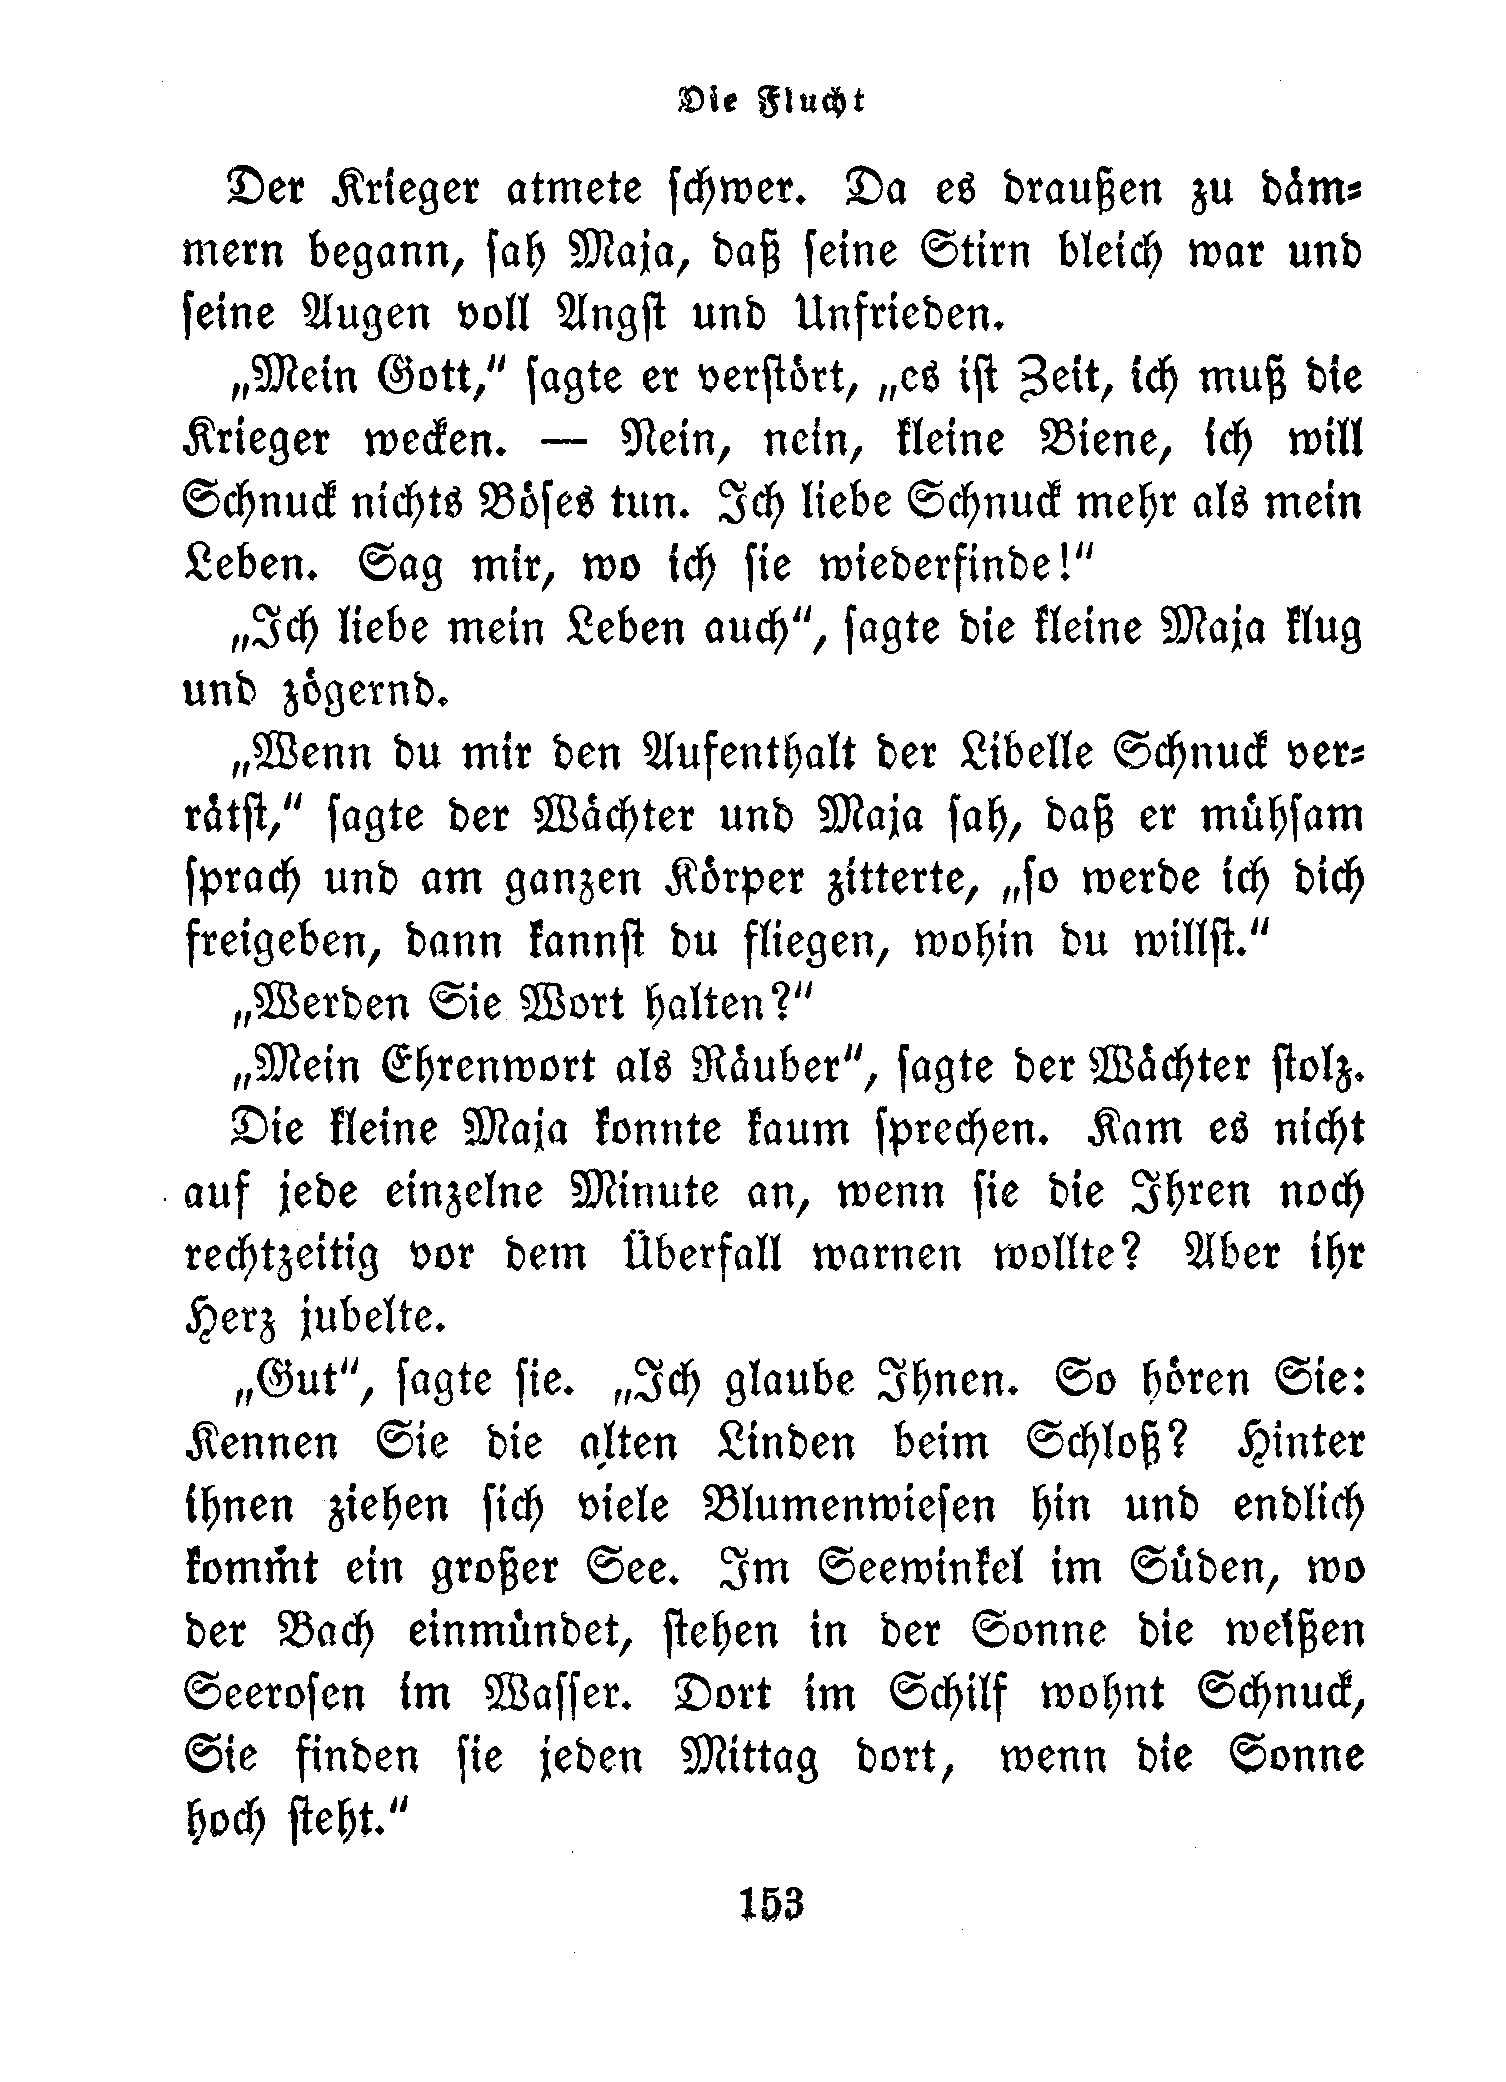 Die Flucht
Der Krieger atmete schwer. Da es draußen zu däm-
mern begann, sah Maja, daß seine Stirn bleich war und
seine Augen voll Angst und Unfrieden.
„Mein Gott,“ sagte er verstört, „es ist Zeit, ich muß die
Krieger wecken. — Nein, nein, kleine Biene, ich will
Schnuck nichts Böses tun. Ich liebe Schnuck mehr als mein
Leben. Sag mir, wo ich sie wiederfinde!“
„Ich liebe mein Leben auch“, sagte die kleine Maja klug
und zögernd.
„Wenn du mir den Aufenthalt der Libelle Schnuck ver-
rätst,“ sagte der Wächter und Maja sah, daß er mühsam
sprach und am ganzen Körper zitterte, „so werde ich dich
freigeben, dann kannst du fliegen, wohin du willst.“
„Werden Sie Wort halten?“
„Mein Ehrenwort als Räuber“, sagte der Wächter stolz.
Die kleine Maja konnte kaum sprechen. Kam es nicht
auf jede einzelne Minute an, wenn sie die Ihren noch
rechtzeitig vor dem Überfall warnen wollte? Aber ihr
Herz jubelte.
„Gut“, sagte sie. „Ich glaube Ihnen. So hören Sie:
Kennen Sie die alten Linden beim Schloß? Hinter
ihnen ziehen sich viele Blumenwiesen hin und endlich
kommt ein großer See. Im Seewinkel im Süden, wo
der Bach einmündet, stehen in der Sonne die weißen
Seerosen im Wasser. Dort im Schilf wohnt Schnuck,
Sie finden sie jeden Mittag dort, wenn die Sonne
hoch steht.“
153